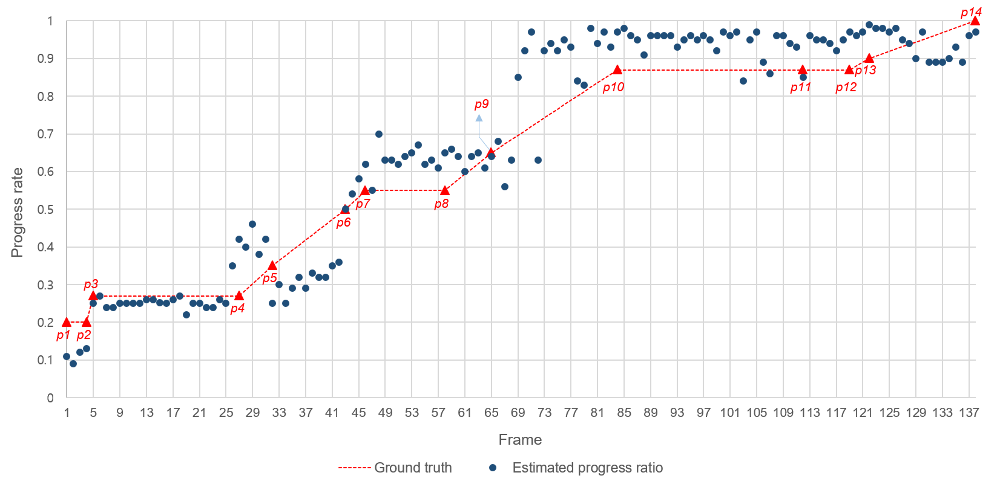 p14
1
0.9
p13
p10
p11
p12
0.8
p9
0.7
0.6
p7
p8
0.5
p6
0.4
p5
p3
0.3
p4
0.2
p1
p2
0.1
0
1 5 9 13 17 21 25 29 33 37 41 45 49 53 57 61 65 69 73 77 81 85 89 93 97 101 105 109 113 117 121 125 129 133 137
Progress rate
Frame
Ground truth
Estimated progress ratio